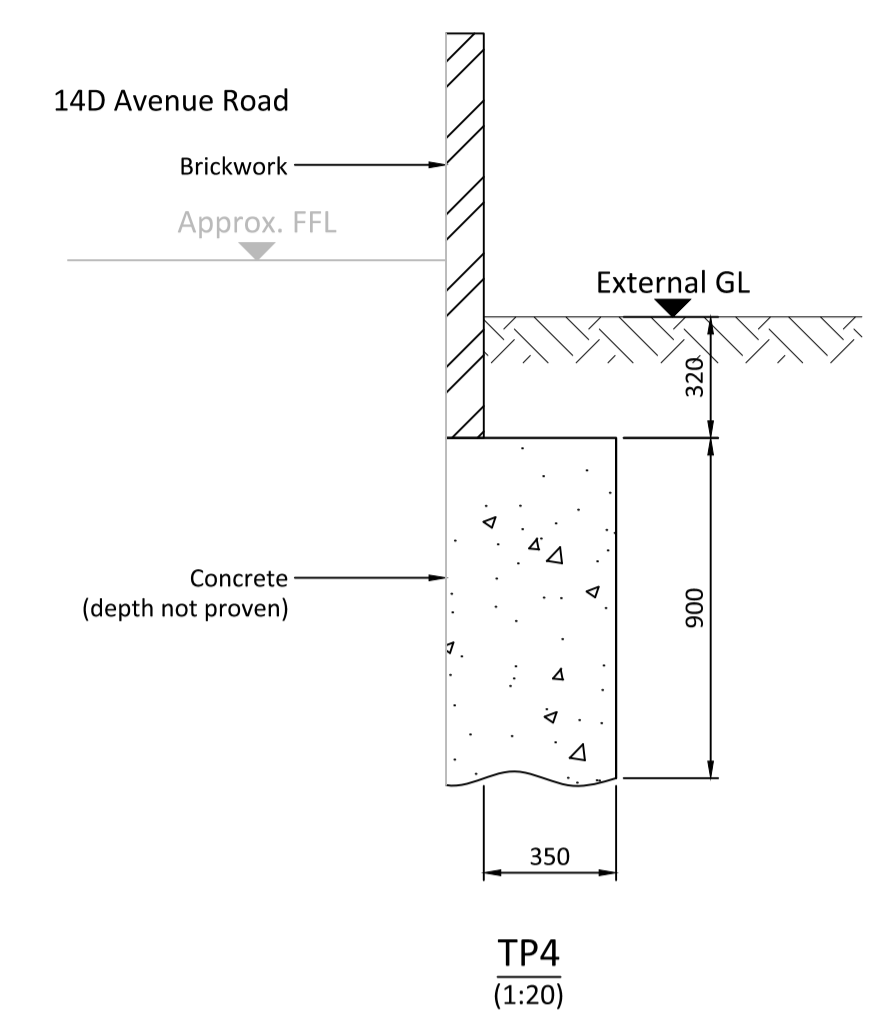 14D Avenue Road
Brickwork
Approx. FFL
External GL
320
Concrete
(depth not proven)
900
350
TP4
(1:20)